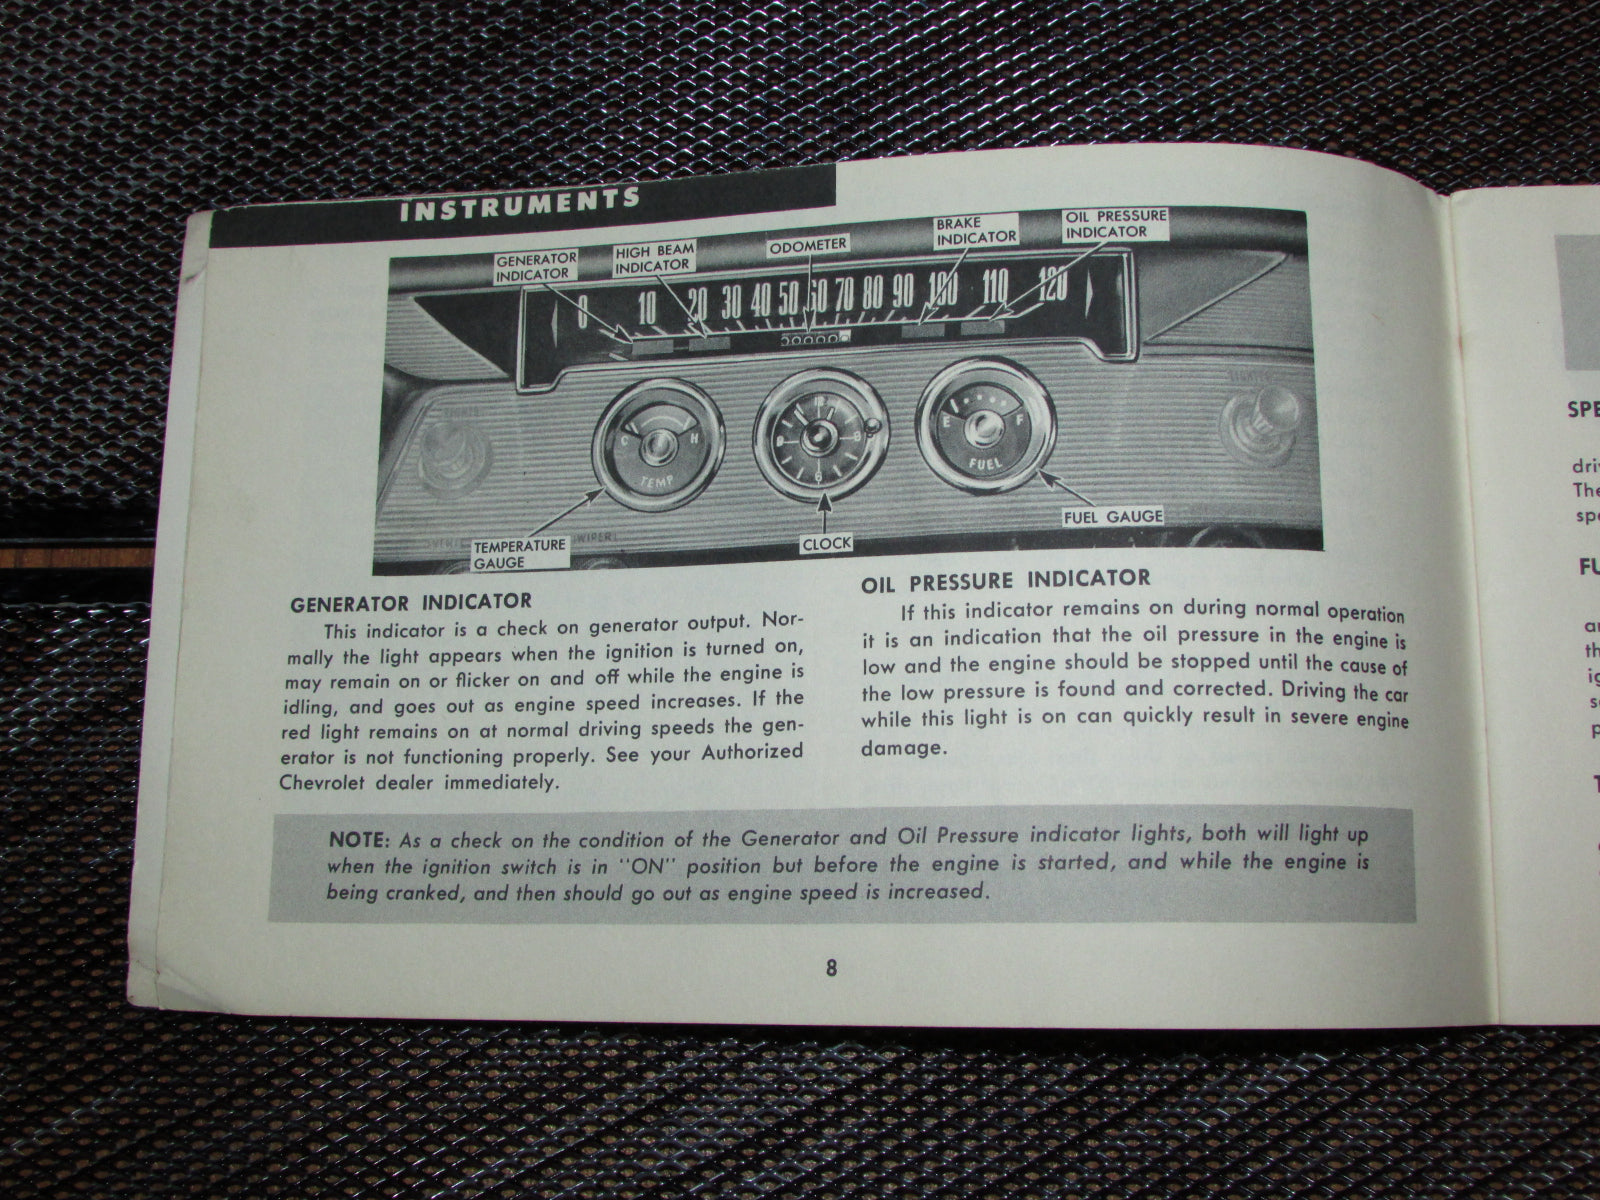 INSTRUMENTS
GENERATOR
INDICATOR
HIGH BEAM
INDICATOR
ODOMETER
BRAKE
INDICATOR
OIL PRESSURE
INDICATOR
0 10 20 30 40 50 60 70 80 90 100 110 120
C H
TEMP
12
9 3
6
E F
FUEL
LIGHTS
WIPER
TEMPERATURE
GAUGE
CLOCK
FUEL GAUGE
GENERATOR INDICATOR
This indicator is a check on generator output. Nor-
mally the light appears when the ignition is turned on,
may remain on or flicker on and off while the engine is
idling, and goes out as engine speed increases. If the
red light remains on at normal driving speeds the gen-
erator is not functioning properly. See your Authorized
Chevrolet dealer immediately.
OIL PRESSURE INDICATOR
If this indicator remains on during normal operation
it is an indication that the oil pressure in the engine is
low and the engine should be stopped until the cause of
the low pressure is found and corrected. Driving the car
while this light is on can quickly result in severe engine
damage.
NOTE: As a check on the condition of the Generator and Oil Pressure indicator lights, both will light up
when the ignition switch is in "ON" position but before the engine is started, and while the engine is
being cranked, and then should go out as engine speed is increased.
8
SPE
driv
The
spe
FU